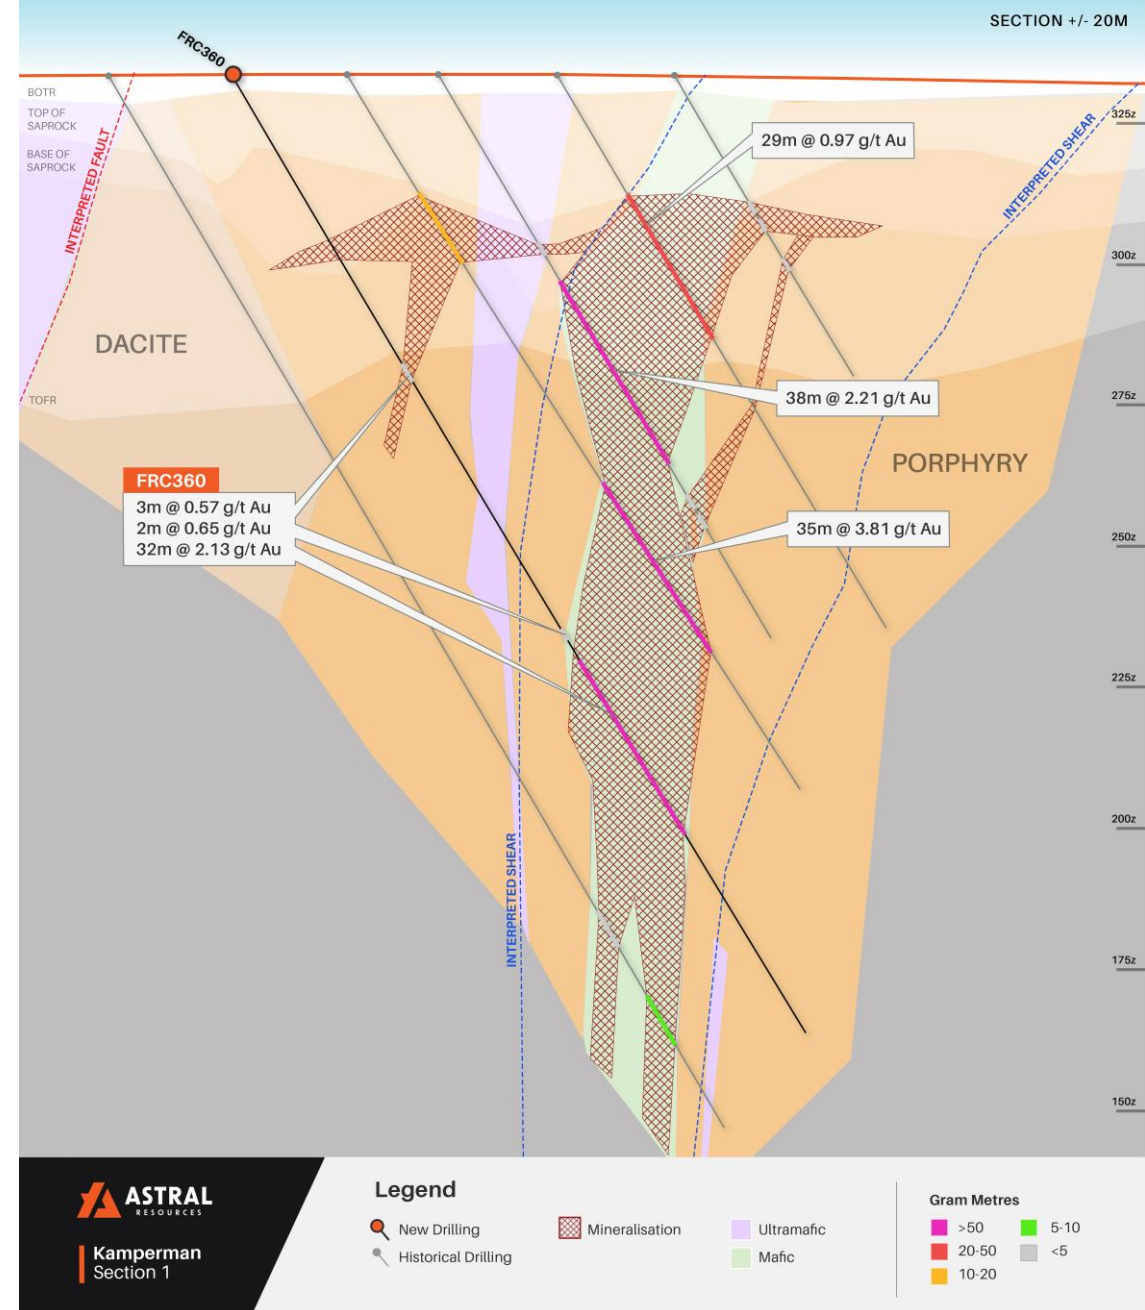 SECTION +/- 20M
FRC360
BOTR
TOP OF
SAPROCK
BASE OF
SAPROCK
INTERPRETED FAULT
29m @ 0.97 g/t Au
INTERPRETED SHEAR
325z
300z
DACITE
TOFR
38m @ 2.21 g/t Au
275z
PORPHYRY
FRC360
3m @ 0.57 g/t Au
2m @ 0.65 g/t Au
32m @ 2.13 g/t Au
35m @ 3.81 g/t Au
250z
225z
200z
INTERPRETED SHEAR
175z
150z
ASTRAL
RESOURCES
Kamperman
Section 1
Legend
New Drilling
Historical Drilling
Mineralisation
Ultramafic
Mafic
Gram Metres
>50
20-50
10-20
5-10
<5